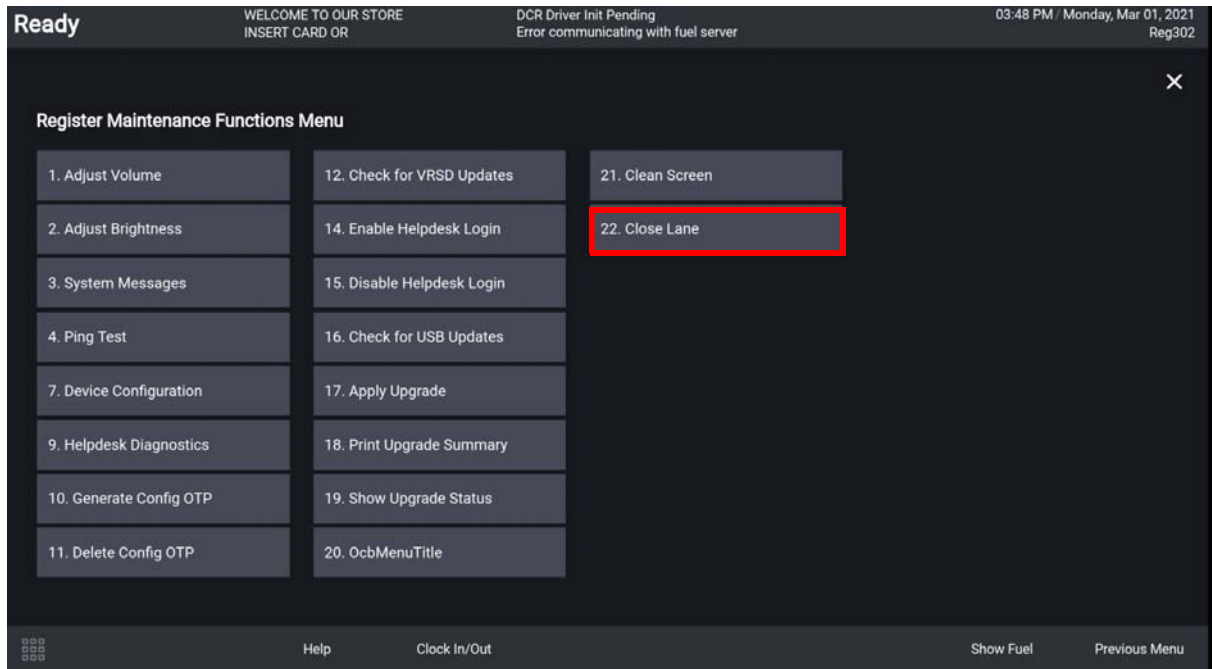 Ready
WELCOME TO OUR STORE
INSERT CARD OR
DCR Driver Init Pending
Error communicating with fuel server
03:48 PM / Monday, Mar 01, 2021
Reg302
Register Maintenance Functions Menu
1. Adjust Volume
2. Adjust Brightness
3. System Messages
4. Ping Test
7. Device Configuration
9. Helpdesk Diagnostics
10. Generate Config OTP
11. Delete Config OTP
12. Check for VRSD Updates
14. Enable Helpdesk Login
15. Disable Helpdesk Login
16. Check for USB Updates
17. Apply Upgrade
18. Print Upgrade Summary
19. Show Upgrade Status
20. OcbMenuTitle
21. Clean Screen
22. Close Lane
Help
Clock In/Out
Show Fuel
Previous Menu